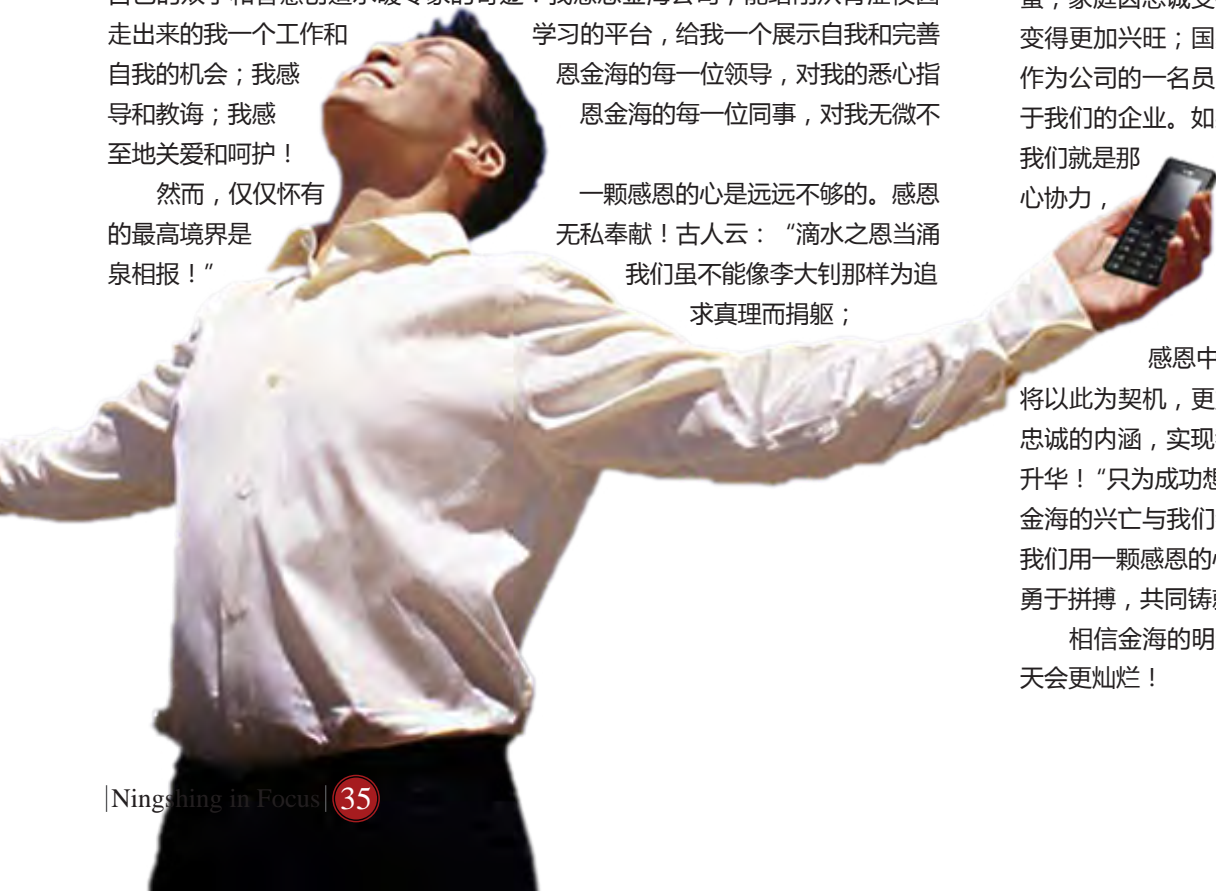 走出来的我一个工作和 学习的平台，给我一个展示自我和完善
自我的机会；我感 恩金海的每一位领导，对我的悉心指
导和教诲；我感 恩金海的每一位同事，对我无微不
至地关爱和呵护！
然而，仅仅怀有 一颗感恩的心是远远不够的。感恩
的最高境界是 无私奉献！古人云：“滴水之恩当涌
泉相报！” 我们虽不能像李大钊那样为追
求真理而捐躯；
变得更加兴旺；国
作为公司的一名员
于我们的企业。如
我们就是那
心协力，
感恩中
将以此为契机，更
忠诚的内涵，实现
升华！“只为成功想
金海的兴亡与我们
我们用一颗感恩的心
勇于拼搏，共同铸
相信金海的明
天会更灿烂！
|Ningshing in Focus| 35